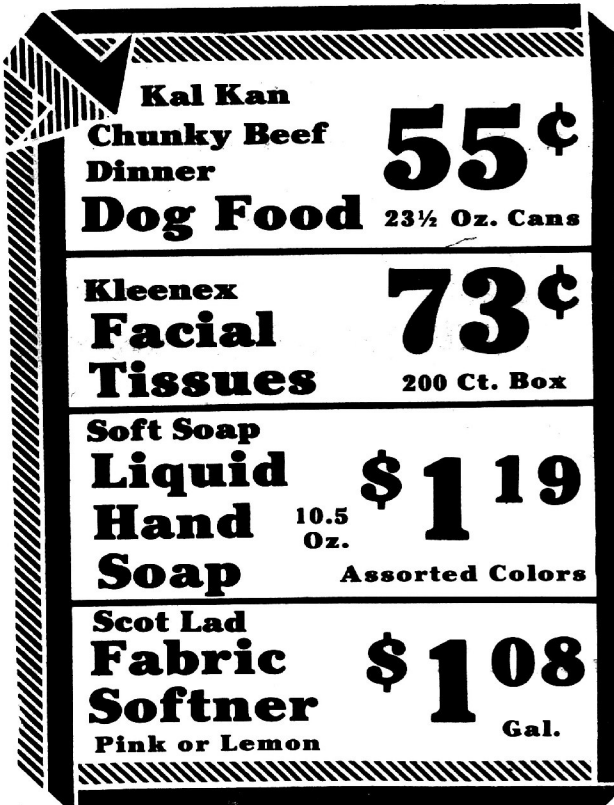 Kal Kan
Chunky Beef
Dinner
Dog Food
55¢
23½ Oz. Cans
Kleenex
Facial
Tissues
73¢
200 Ct. Box
Soft Soap
Liquid
Hand
Soap
10.5
Oz.
$1 19
Assorted Colors
Scot Lad
Fabric
Softner
Pink or Lemon
$1 08
Gal.